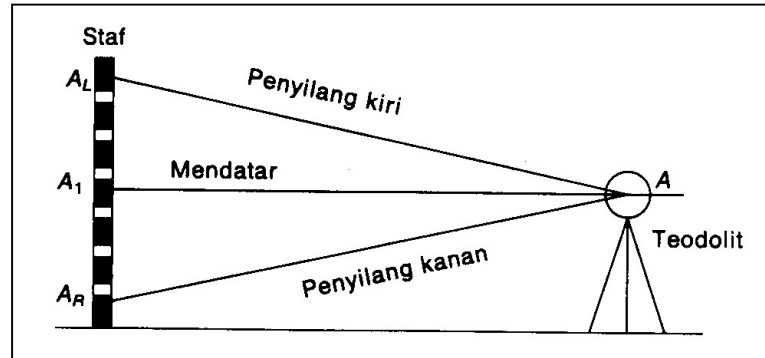 Staf
A_L
Penyilang kiri
Mendatar
A_1
A
Teodolit
Penyilang kanan
A_R